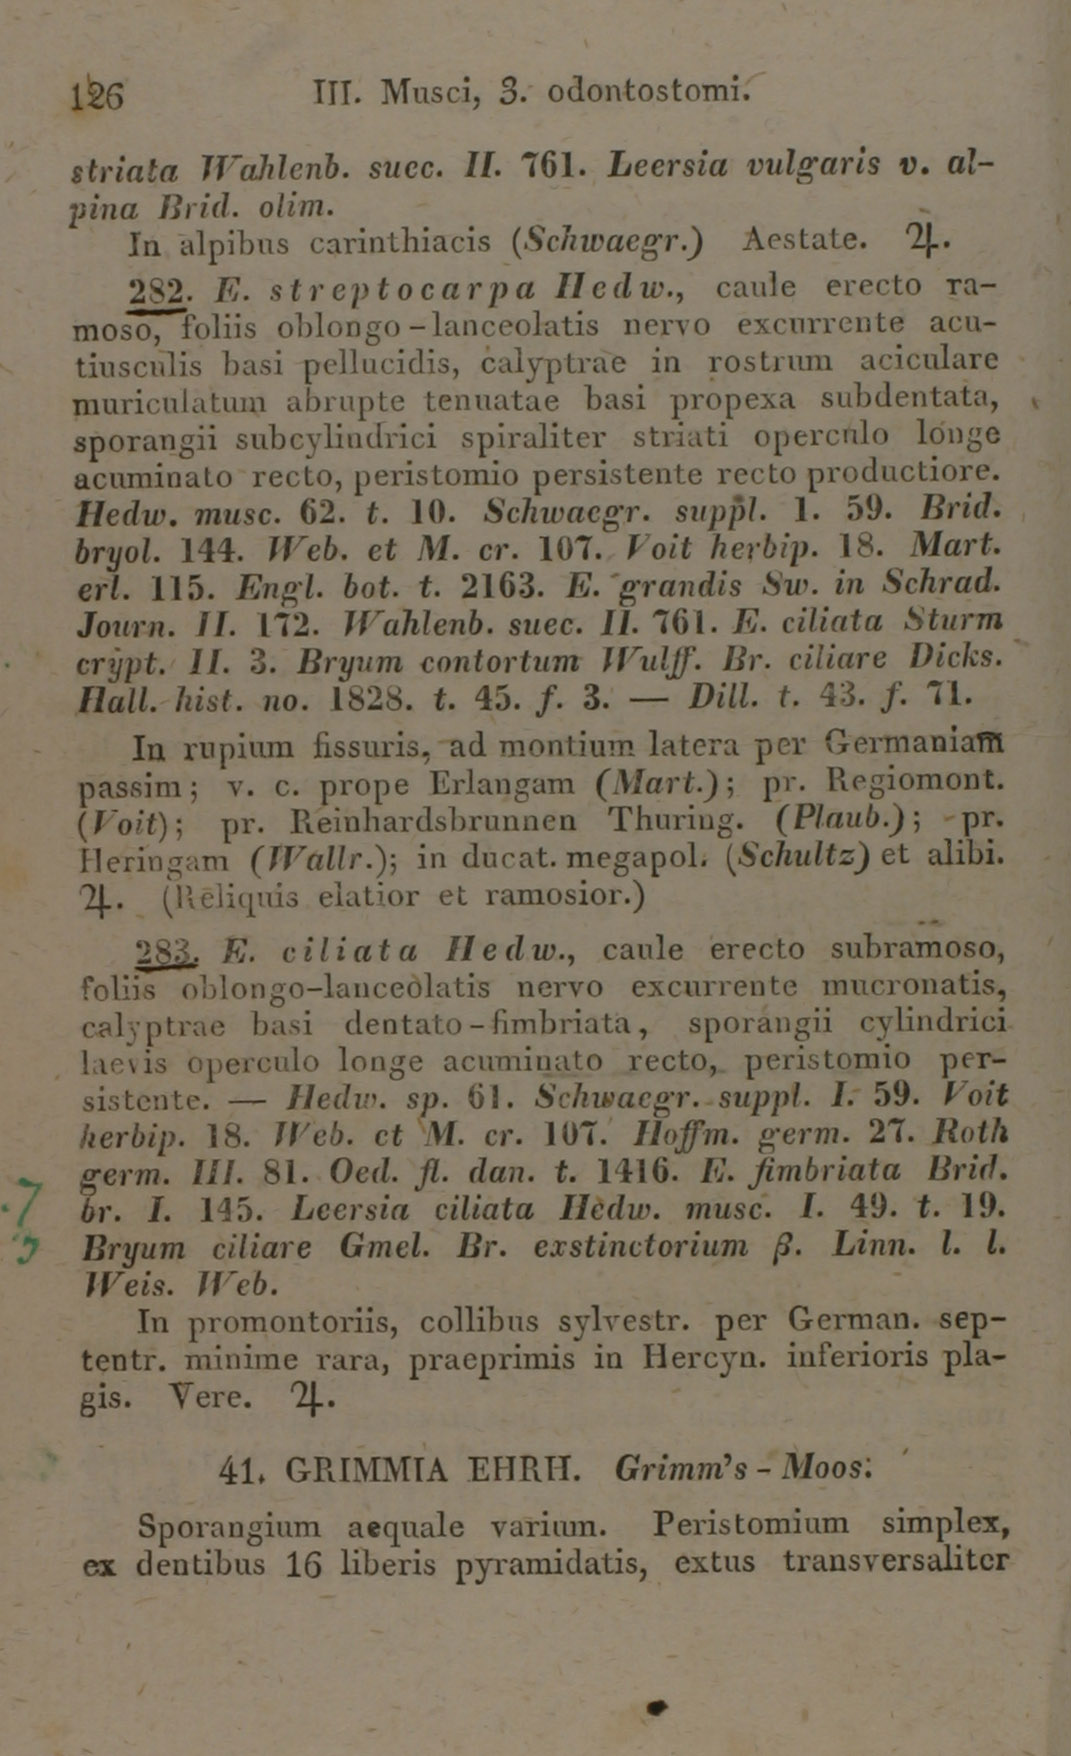 126 III. Musci, 3. odontostomi.
striata Wahlenb. suec. II. 761. Leersia vulgaris v. al-
pina Brid. olim.
In alpibus carinthiacis (Schwaegr.) Aestate. ♃.
282. E. streptocarpa Hedw., caule erecto ra-
moso, foliis oblongo-lanceolatis nervo excurrente acu-
tiusculis basi pellucidis, calyptrae in rostrum aciculare
muriculatum abrupte tenuatae basi propexa subdentata,
sporangii subcylindrici spiraliter striati operculo longe
acuminato recto, peristomio persistente recto productiore.
Hedw. musc. 62. t. 10. Schwaegr. suppl. 1. 59. Brid.
bryol. 144. Web. et M. cr. 107. Voit herbip. 18. Mart.
erl. 115. Engl. bot. t. 2163. E. grandis Sw. in Schrad.
Journ. II. 172. Wahlenb. suec. II. 761. E. ciliata Sturm
crypt. II. 3. Bryum contortum Wulff. Br. ciliare Dicks.
Hall. hist. no. 1828. t. 45. f. 3. — Dill. t. 43. f. 71.
In rupium fissuris, ad montium latera per Germaniam
passim; v. c. prope Erlangam (Mart.); pr. Regiomont.
(Voit); pr. Reinhardsbrunnen Thuring. (Plaub.); pr.
Heringam (Wallr.); in ducat. megapol. (Schultz) et alibi.
♃. (Reliquis elatior et ramosior.)
283. E. ciliata Hedw., caule erecto subramoso,
foliis oblongo-lanceolatis nervo excurrente mucronatis,
calyptrae basi dentato-fimbriata, sporangii cylindrici
laevis operculo longe acuminato recto, peristomio per-
sistente. — Hedw. sp. 61. Schwaegr. suppl. I. 59. Voit
herbip. 18. Web. et M. cr. 107. Hoffm. germ. 27. Roth
germ. III. 81. Oed. fl. dan. t. 1416. E. fimbriata Brid.
br. I. 145. Leersia ciliata Hedw. musc. I. 49. t. 19.
Bryum ciliare Gmel. Br. exstinctorium β. Linn. l. l.
Weis. Web.
In promontoriis, collibus sylvestr. per German. sep-
tentr. minime rara, praeprimis in Hercyn. inferioris pla-
gis. Vere. ♃.
41. GRIMMIA EHRH. Grimm's-Moos.
Sporangium aequale varium. Peristomium simplex,
ex dentibus 16 liberis pyramidatis, extus transversaliter